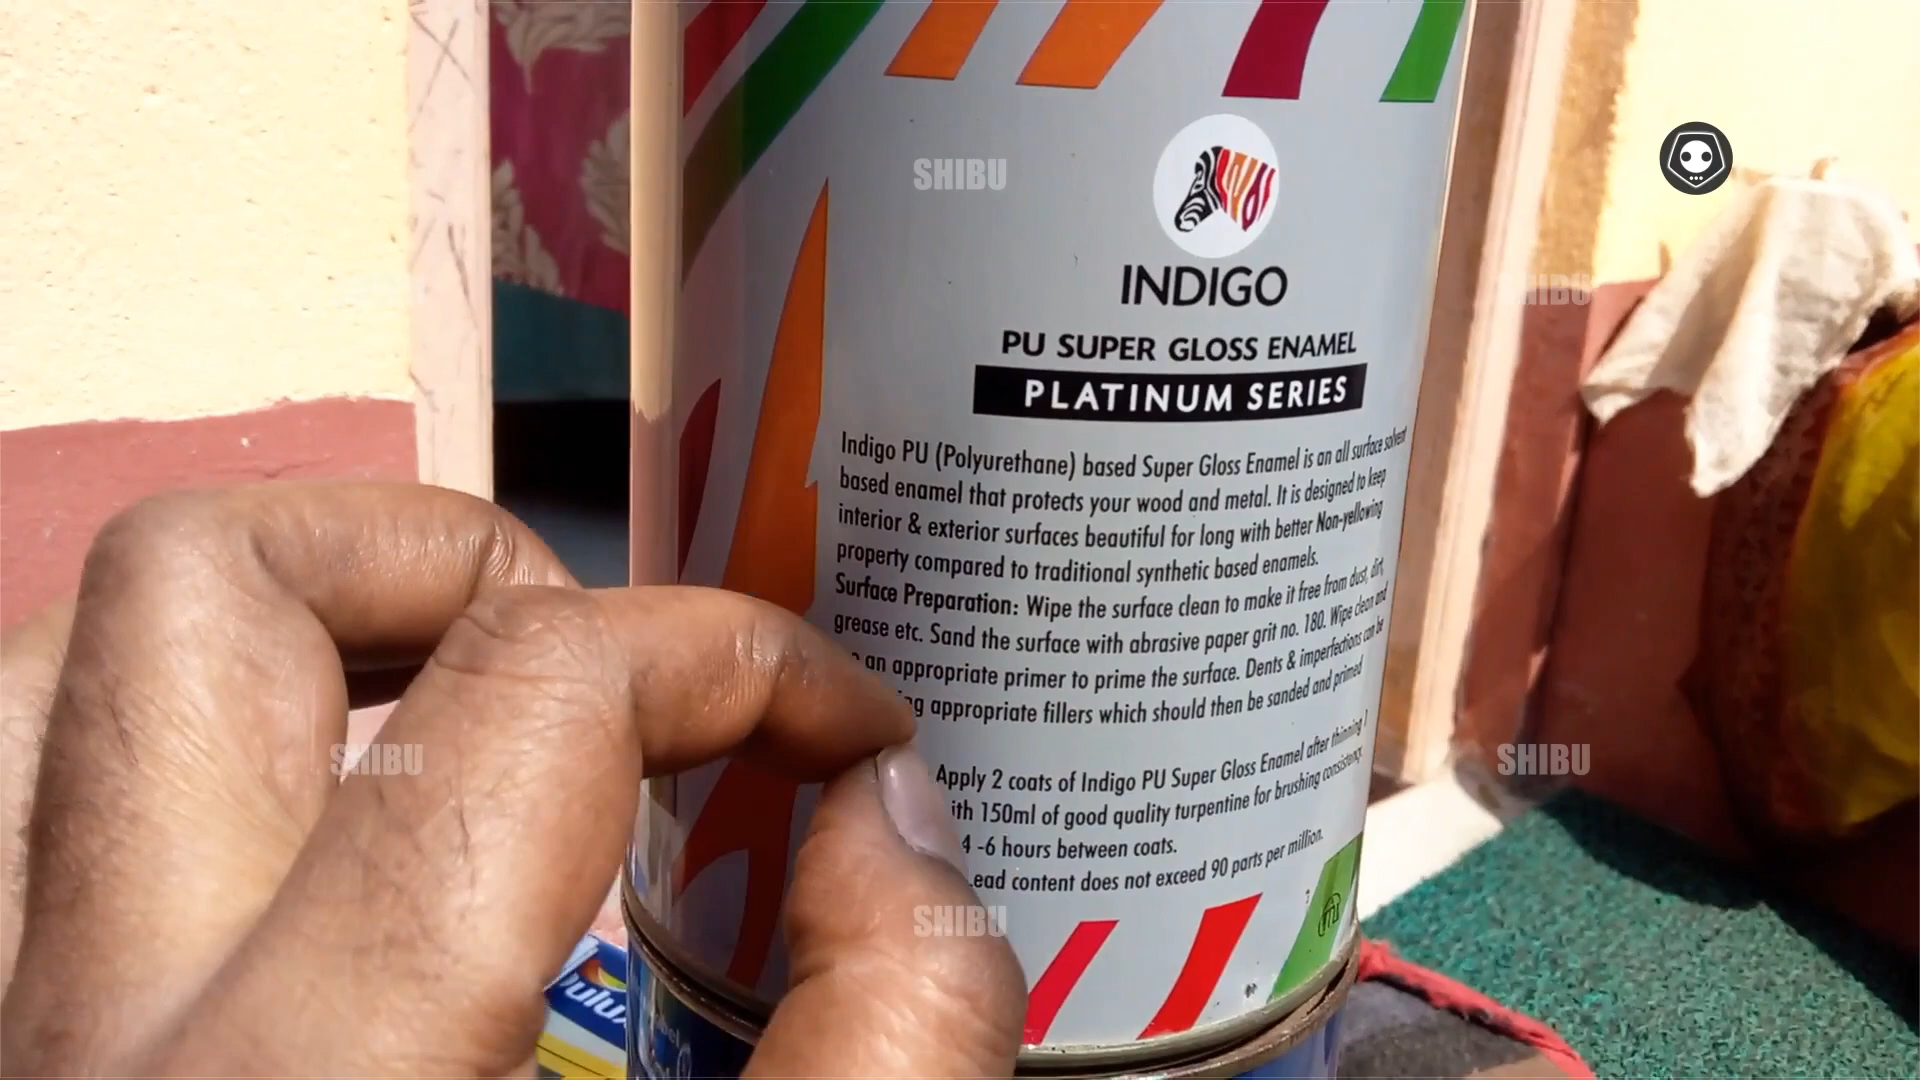 SHIBU
INDIGO
PU SUPER GLOSS ENAMEL
PLATINUM SERIES
Indigo PU (Polyurethane) based Super Gloss Enamel is an all surface solvent
based enamel that protects your wood and metal. It is designed to keep
interior & exterior surfaces beautiful for long with better Non-yellowing
property compared to traditional synthetic based enamels.
Surface Preparation: Wipe the surface clean to make it free from dust, dirt,
grease etc. Sand the surface with abrasive paper grit no. 180. Wipe clean and
an appropriate primer to prime the surface. Dents & imperfections can be
appropriate fillers which should then be sanded and primed
Apply 2 coats of Indigo PU Super Gloss Enamel after thinning 1
150ml of good quality turpentine for brushing consistency.
4 -6 hours between coats.
content does not exceed 90 parts per million.
SHIBU
SHIBU
SHIBU
SHIBU